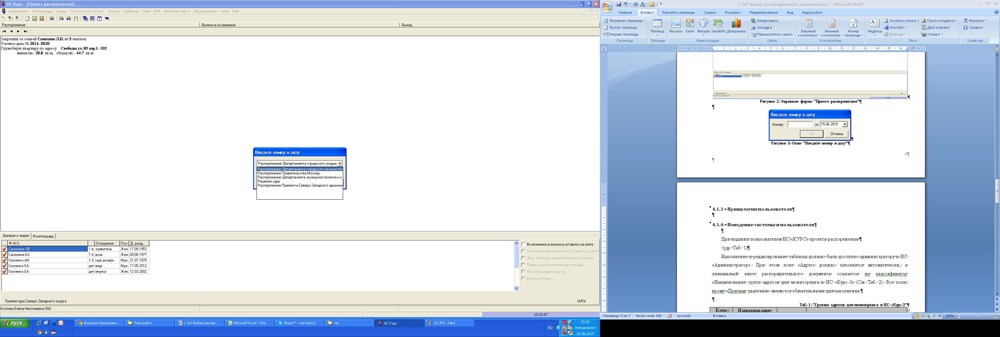 ИС Курс - [Проект распоряжения]
Очередники Жилплощадь Ордер Технический паспорт Аренда Шаблоны План БТИ Линитная карта Обслуживание Окна Help
Распоряжение Выписка из решения Выход
Закрепить за семьей Самохина Л.В. из 5 человек
Учетное дело № 2014- 0020
Служебную квартиру по адресу Свободы ул. 85 кор.1- 103
жилая пл.- 28.8 кв.м, общая пл. - 44.7 кв.м
Введите номер и дату
Распоряжение Департамента городского имуще
Распоряжение Департамента городского имущества
Распоряжение Правительства Москвы
Распоряжение Департамента жилищной политики и
Решение суда
Распоряжение Префекта Северо-Западного админис
Данные о людях Жилплощадь
Ф.И.О. Отношение Пол Д. рожд.
Самохина ЛВ 1 в заявитель Жен. 17.09.1953
Самохина ЕА 1 б дочь Жен. 09.06.1977
Хохленко АИ 1 б муж дочери Муж. 21.07.1970
Хохленко КА дет внук Муж. 17.05.2012
Хохленко ЕА дет внучка Жен. 12.03.2002
Включенных в выписку оставить на учете
Не включенных в выписку оставить на учете
Жил. площадь предоставляется по плану
Право на дополнительную площадь
Не использовать льготу
Выписка Мены
Префектура Северо-Западного округа УЖУ
Козлова Елена Николаевна (58)
10:22:57
пуск
Функция (программи... План работ 1 167 Выбор распор... Microsoft Excel - Пла... Skype™ - ivan.ilyin21 ver ИС Курс 23.JPG - Paint
RU Ru 10:22
понедельник
15.06.2015
1 167 Выбор распорядителного документа.docx - Microsoft Word
Главная Вставка Разметка страницы Ссылки Рассылки Рецензирование Вид Надстройки
Титульная страница
Пустая страница
Разрыв страницы
Страницы
Таблица
Таблицы
Рисунок Клип Фигуры SmartArt Диаграмма
Иллюстрации
Гиперссылка
Закладка
Перекрестная ссылка
Связи
Верхний колонтитул
Нижний колонтитул
Номер страницы
Колонтитулы
Надпись
Экспресс-блоки
WordArt
Буквица
Строка подписи
Дата и время
Объект
Текст
Формула
Символ
Символы
Рисунок 2. Экранная форма "Проект распоряжения"¶
¶
Введите номер и дату
Номер: от 15.06.2015
Ok Отмена
Рисунок 3. Окно "Введите номер и дату"¶
4¶
¶
4.1.3 Привилегии пользователя¶
¶
4.1.4 Поведение системы и пользователя¶
¶
При издании пользователем ИС «КУРС» проекта распоряжения ¶
(см. Таб. 1)¶
Наполнение и редактирование таблицы должно быть доступно администратору в ИС
«Администратор». При этом поле «Адрес» должно заполнятся автоматически, а
уникальный ключ распорядительного документа ссылается на классификатор
«Наименование групп адресов для мониторинга в ИС «Курс-3» (См. Таб. 2). Все поля,
кроме «Признак удаления» являются обязательными для заполнения.¶
¶
Таб. 1. "Группы адресов для мониторинга в ИС «Курс-3"¶
Блок Наименование
Страница: 5 из 7 Число слов: 849 русский Вставка 100%